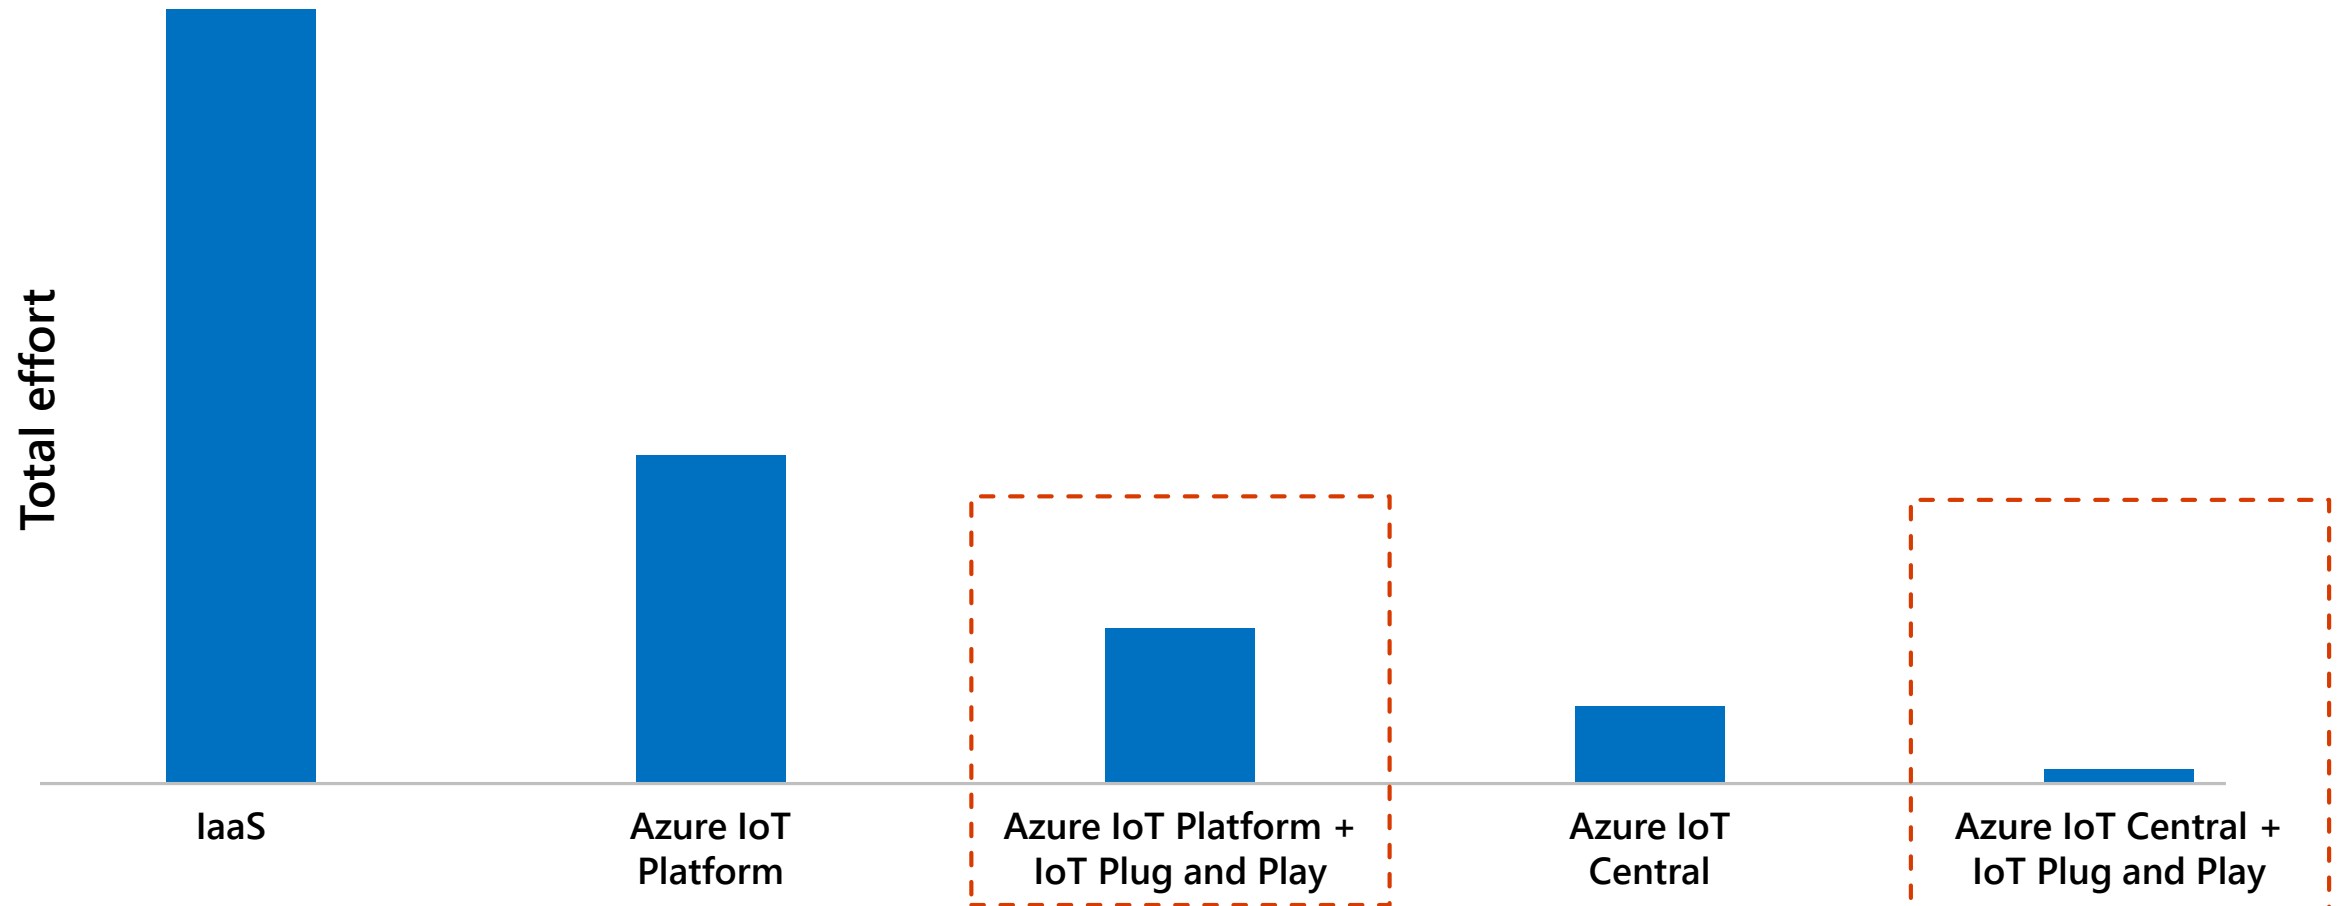 Total effort
IaaS
Azure IoT
Platform
Azure IoT Platform +
IoT Plug and Play
Azure IoT
Central
Azure IoT Central +
IoT Plug and Play